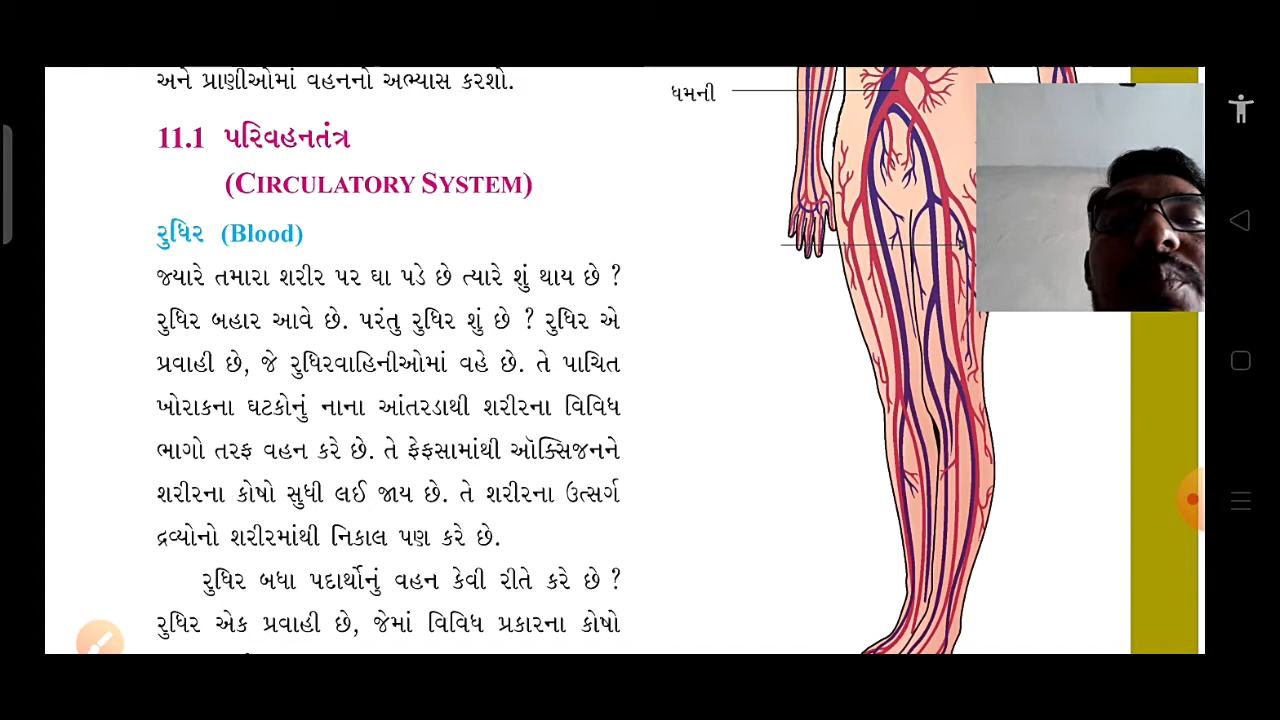 અને પ્રાણીઓમાં વહનનો અભ્યાસ કરશો.
11.1 પરિવહનતંત્ર
(CIRCULATORY SYSTEM)
રુધિર (Blood)
જ્યારે તમારા શરીર પર ઘા પડે છે ત્યારે શું થાય છે ?
રુધિર બહાર આવે છે. પરંતુ રુધિર શું છે ? રુધિર એ
પ્રવાહી છે, જે રુધિરવાહિનીઓમાં વહે છે. તે પાચિત
ખોરાકના ઘટકોનું નાના આંતરડાથી શરીરના વિવિધ
ભાગો તરફ વહન કરે છે. તે ફેફસામાંથી ઑક્સિજનને
શરીરના કોષો સુધી લઈ જાય છે. તે શરીરના ઉત્સર્ગ
દ્રવ્યોનો શરીરમાંથી નિકાલ પણ કરે છે.
રુધિર બધા પદાર્થોનું વહન કેવી રીતે કરે છે ?
રુધિર એક પ્રવાહી છે, જેમાં વિવિધ પ્રકારના કોષો
ધમની